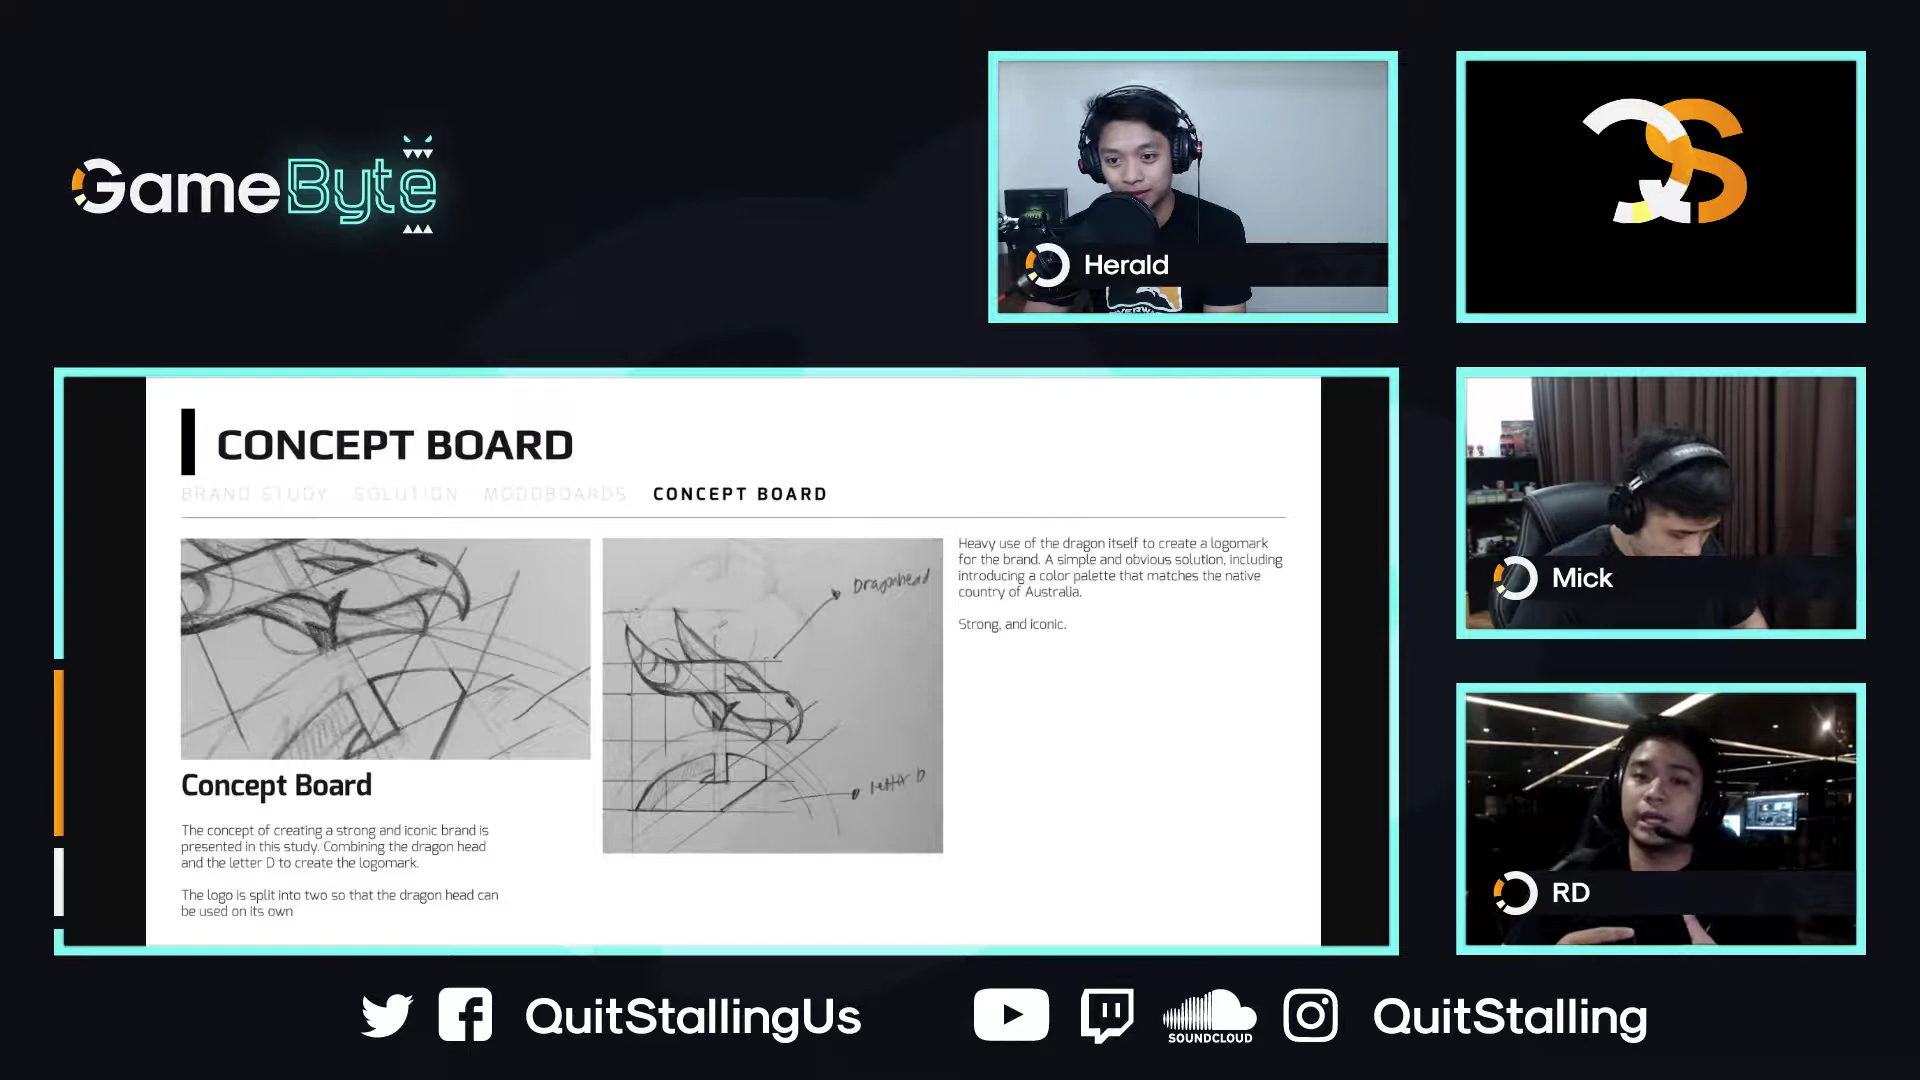 GameByte
Herald
QS
CONCEPT BOARD
BRAND STUDY SOLUTION MOODBOARDS CONCEPT BOARD
Dragonhead
letter D
Heavy use of the dragon itself to create a logomark
for the brand. A simple and obvious solution, including
introducing a color palette that matches the native
country of Australia.
Strong, and iconic.
Concept Board
The concept of creating a strong and iconic brand is
presented in this study. Combining the dragon head
and the letter D to create the logomark.
The logo is split into two so that the dragon head can
be used on its own
Mick
RD
QuitStallingUs
SOUNDCLOUD
QuitStalling